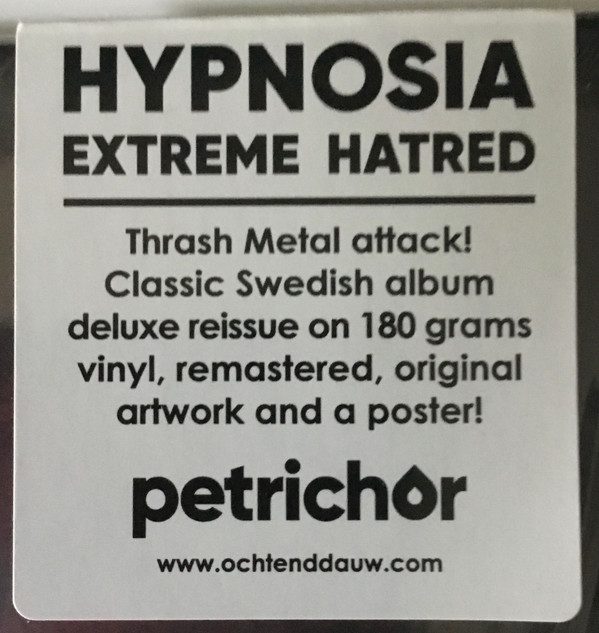 HYPNOSIA
EXTREME HATRED
Thrash Metal attack!
Classic Swedish album
deluxe reissue on 180 grams
vinyl, remastered, original
artwork and a poster!
petrichor
www.ochtenddauw.com